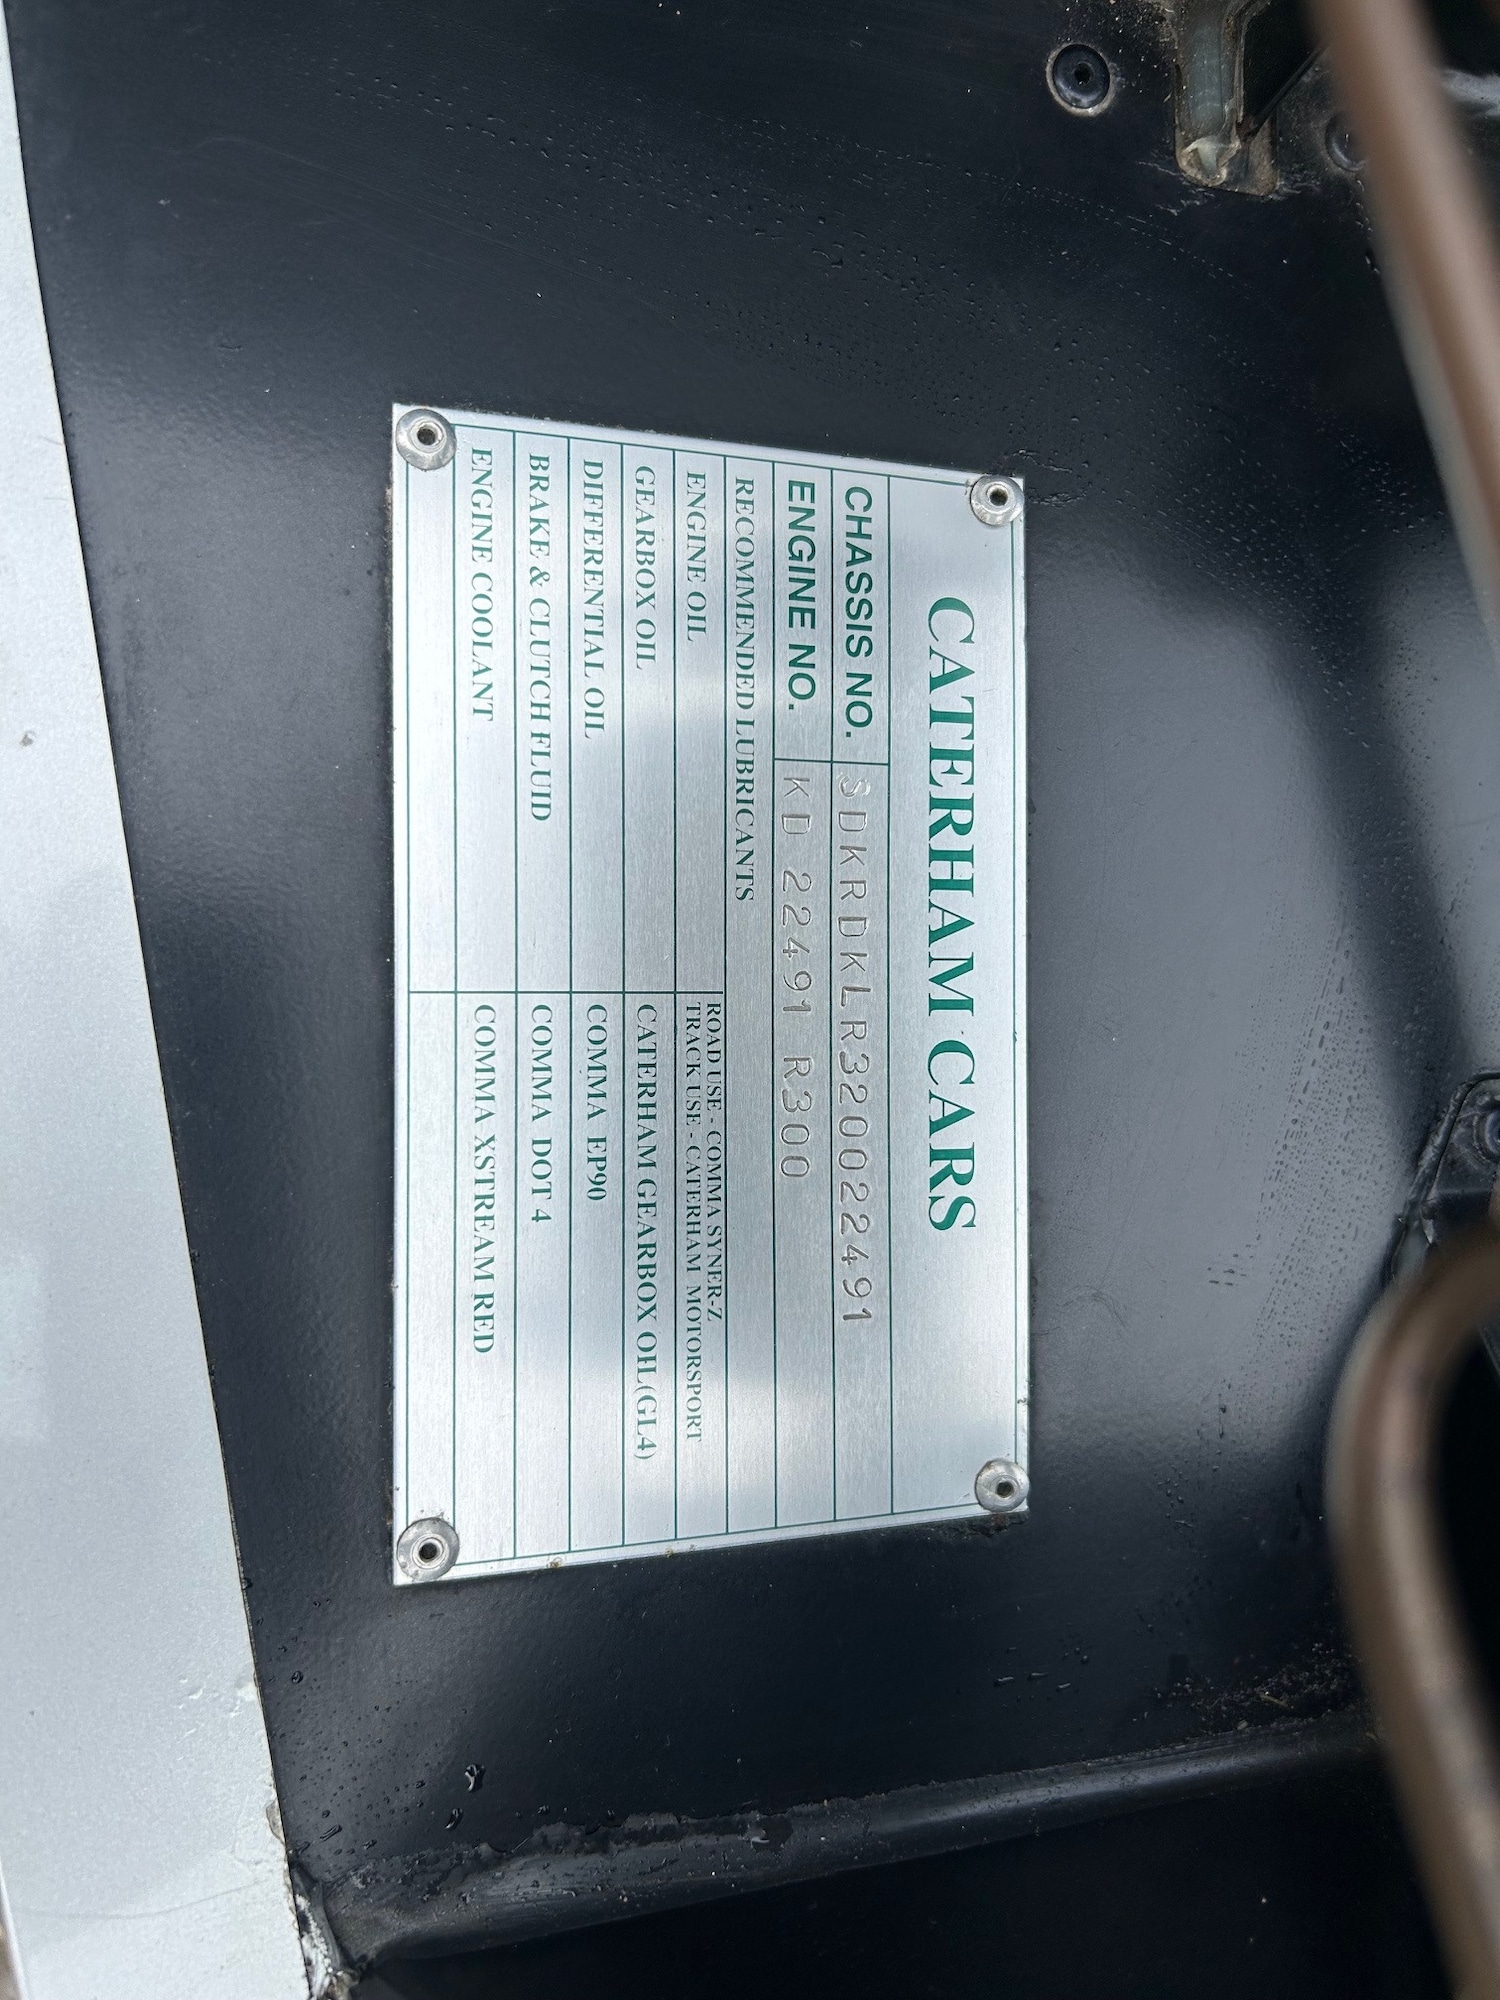 CATERHAM CARS
CHASSIS NO. SDKRDKLR320022491
ENGINE NO. KD 22491 R300
RECOMMENDED LUBRICANTS
ENGINE OIL ROAD USE - COMMA SYNER-Z
TRACK USE - CATERHAM MOTORSPORT
GEARBOX OIL CATERHAM GEARBOX OIL(GL4)
DIFFERENTIAL OIL COMMA EP90
BRAKE & CLUTCH FLUID COMMA DOT 4
ENGINE COOLANT COMMA XSTREAM RED